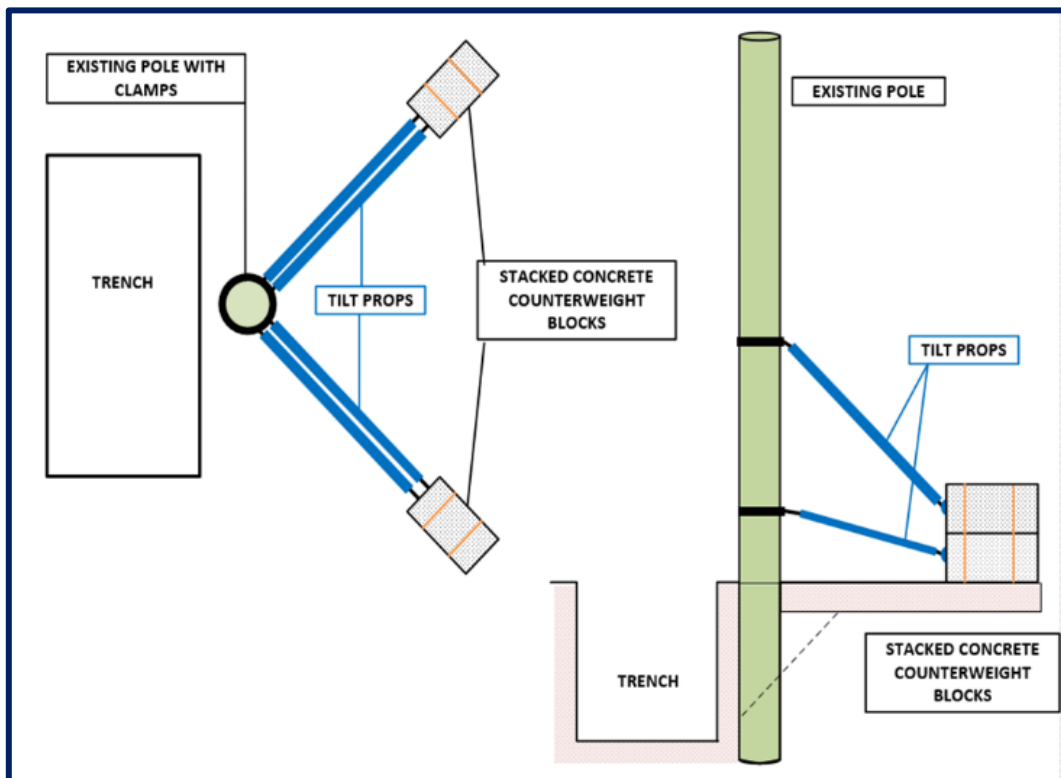 EXISTING POLE WITH
CLAMPS
TRENCH
TILT PROPS
STACKED CONCRETE
COUNTERWEIGHT
BLOCKS
EXISTING POLE
TILT PROPS
TRENCH
STACKED CONCRETE
COUNTERWEIGHT
BLOCKS